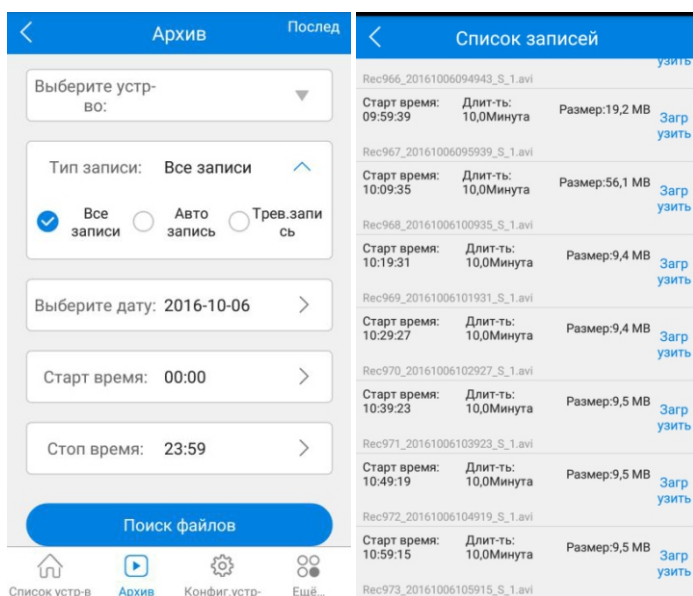 Архив
Послед
Выберите устр-
во:
Тип записи: Все записи
Все
записи
Авто
запись
Трев.запи
сь
Выберите дату: 2016-10-06
Старт время: 00:00
Стоп время: 23:59
Поиск файлов
Список устр-в
Архив
Конфиг.устр-
Ещё...
Список записей
узить
Rec966_20161006094943_S_1.avi
Старт время: Длит-ть:
09:59:39 10,0Минута Размер:19,2 MB Загр
узить
Rec967_20161006095939_S_1.avi
Старт время: Длит-ть:
10:09:35 10,0Минута Размер:56,1 MB Загр
узить
Rec968_20161006100935_S_1.avi
Старт время: Длит-ть:
10:19:31 10,0Минута Размер:9,4 MB Загр
узить
Rec969_20161006101931_S_1.avi
Старт время: Длит-ть:
10:29:27 10,0Минута Размер:9,4 MB Загр
узить
Rec970_20161006102927_S_1.avi
Старт время: Длит-ть:
10:39:23 10,0Минута Размер:9,5 MB Загр
узить
Rec971_20161006103923_S_1.avi
Старт время: Длит-ть:
10:49:19 10,0Минута Размер:9,5 MB Загр
узить
Rec972_20161006104919_S_1.avi
Старт время: Длит-ть:
10:59:15 10,0Минута Размер:9,5 MB Загр
узить
Rec973_20161006105915_S_1.avi